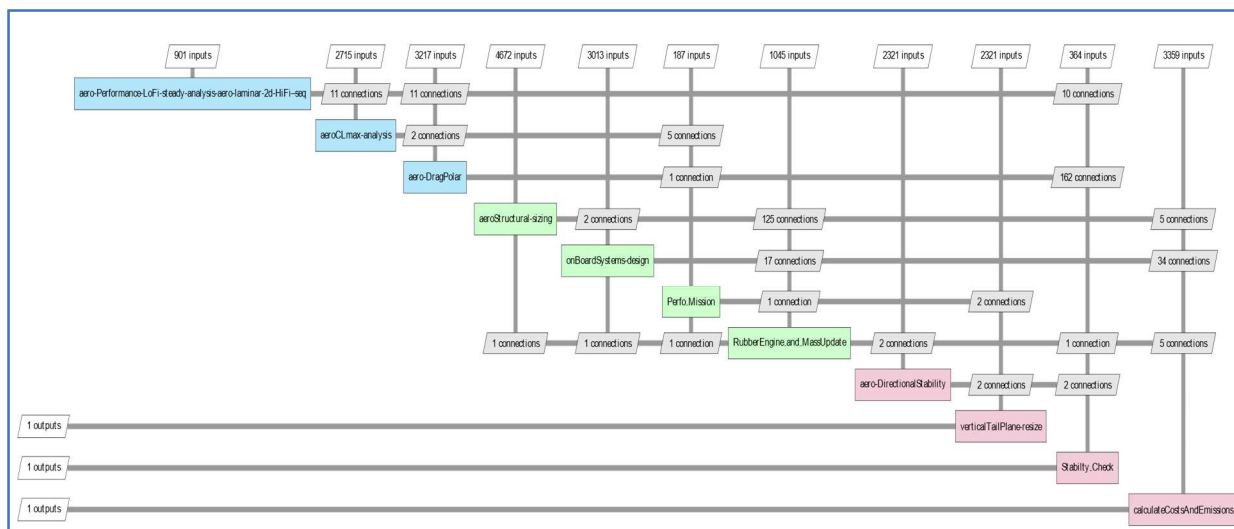 901 inputs
2715 inputs
3217 inputs
4672 inputs
3013 inputs
187 inputs
1045 inputs
2321 inputs
2321 inputs
364 inputs
3359 inputs
aero-Performance-LoFi-steady-analysis-aero-laminar-2d-HiFi-seq
11 connections
11 connections
10 connections
aeroCLmax-analysis
2 connections
5 connections
aero-DragPolar
1 connection
162 connections
aeroStructural-sizing
2 connections
125 connections
5 connections
onBoardSystems-design
17 connections
34 connections
Perfo.Mission
1 connection
2 connections
1 connections
1 connections
1 connection
RubberEngine.and.MassUpdate
2 connections
1 connection
5 connections
aero-DirectionalStability
2 connections
2 connections
1 outputs
verticalTailPlane-resize
1 outputs
Stabilty_Check
1 outputs
calculateCostsAndEmissions